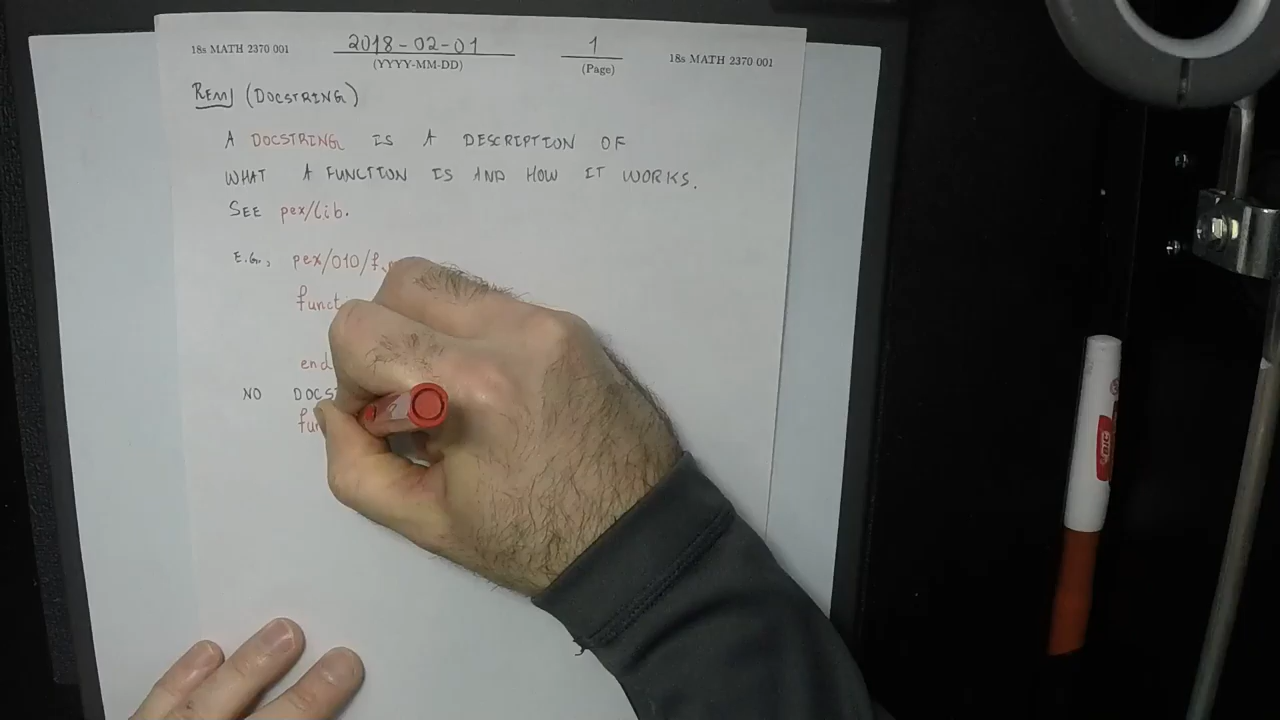 18s MATH 2370 001 2018-02-01 1 18s MATH 2370 001
(YYYY-MM-DD) (Page)
REM (DOCSTRING)
A DOCSTRING IS A DESCRIPTION OF
WHAT A FUNCTION IS AND HOW IT WORKS.
SEE pex/lib.
E.G., pex/010/f.
end
NO
BIC